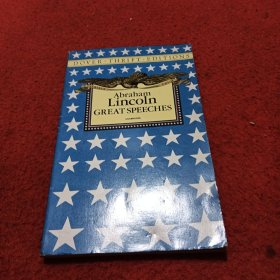 DOVER · THRIFT · EDITIONS
Abraham
Lincoln
GREAT SPEECHES